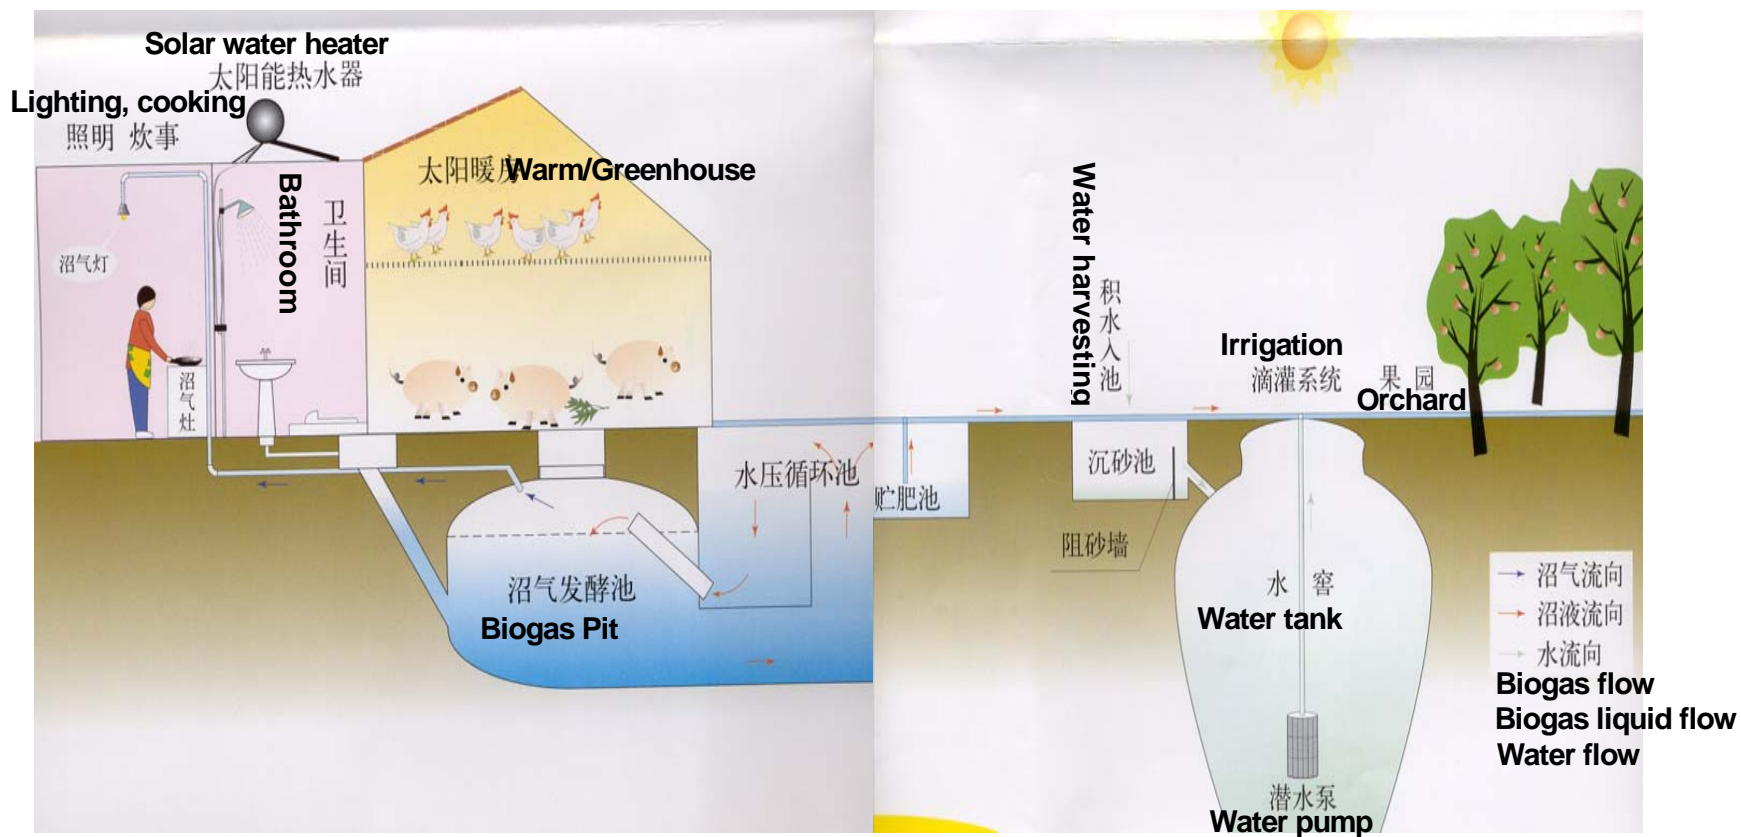 Solar water heater
太阳能热水器
Lighting, cooking
照明 炊事
太阳暖房
Warm/Greenhouse
Bathroom
卫生间
沼气灯
沼气灶
Water harvesting
积水入池
Irrigation
滴灌系统
果园
Orchard
水压循环池
贮肥池
沉砂池
阻砂墙
沼气发酵池
Biogas Pit
水窖
Water tank
潜水泵
Water pump
沼气流向
沼液流向
水流向
Biogas flow
Biogas liquid flow
Water flow